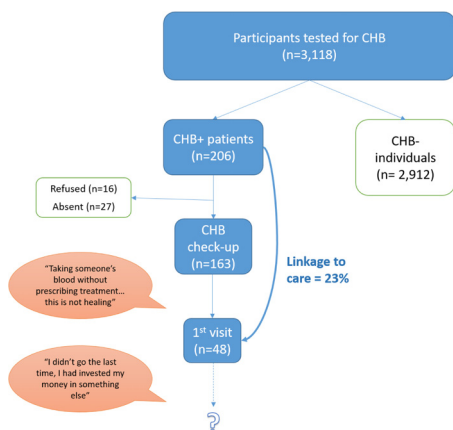 Participants tested for CHB
(n=3,118)
CHB+ patients
(n=206)
CHB-
individuals
(n= 2,912)
Refused (n=16)
Absent (n=27)
CHB
check-up
(n=163)
Linkage to
care = 23%
“Taking someone’s
blood without
prescribing treatment...
this is not healing”
1st visit
(n=48)
“I didn’t go the last
time, I had invested my
money in something
else”
?